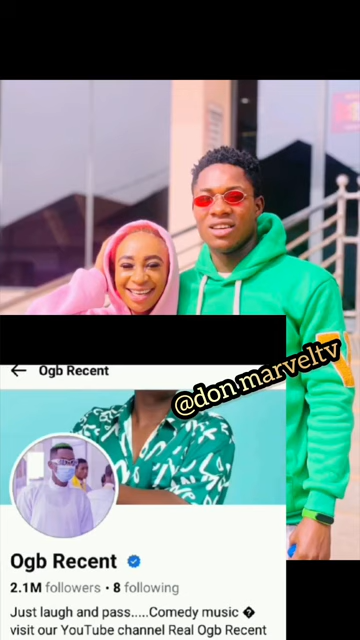 @don marveltv
← Ogb Recent
Ogb Recent
2.1M followers • 8 following
Just laugh and pass.....Comedy music �
visit our YouTube channel Real Ogb Recent